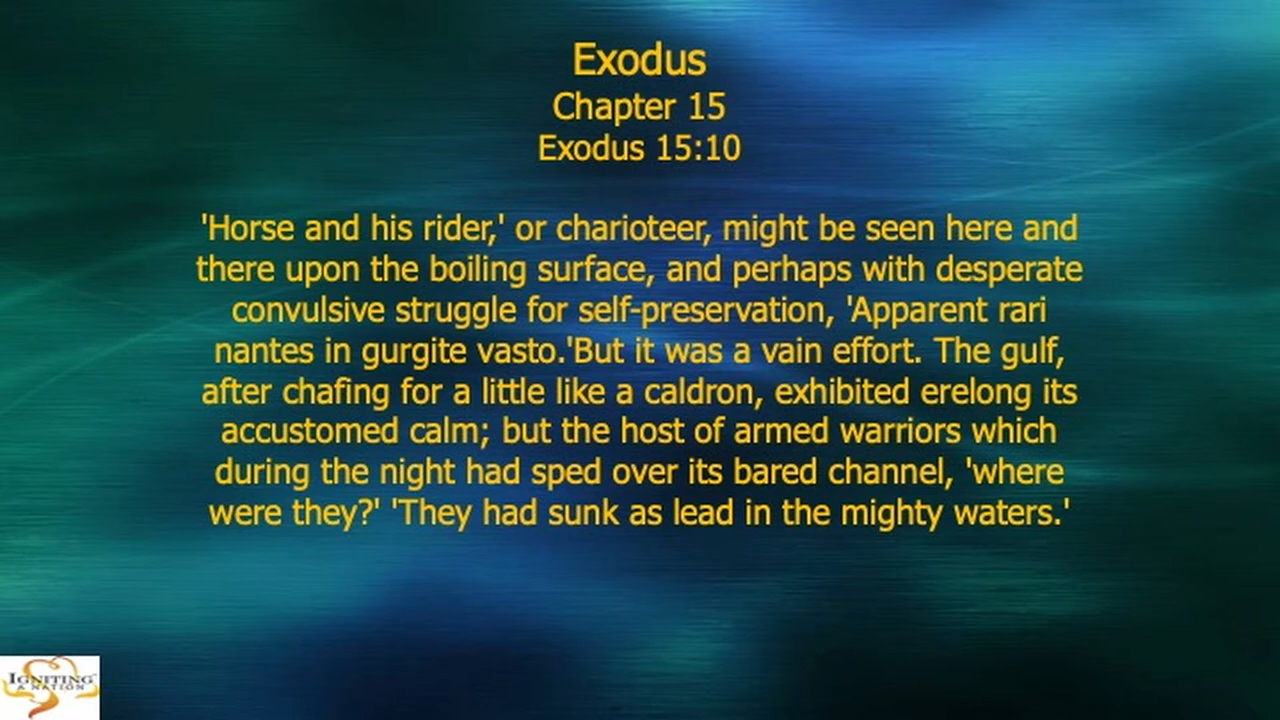 Exodus
Chapter 15
Exodus 15:10
'Horse and his rider,' or charioteer, might be seen here and
there upon the boiling surface, and perhaps with desperate
convulsive struggle for self-preservation, 'Apparent rari
nantes in gurgite vasto.'But it was a vain effort. The gulf,
after chafing for a little like a caldron, exhibited erelong its
accustomed calm; but the host of armed warriors which
during the night had sped over its bared channel, 'where
were they?' 'They had sunk as lead in the mighty waters.'
IGNITING
A NATION